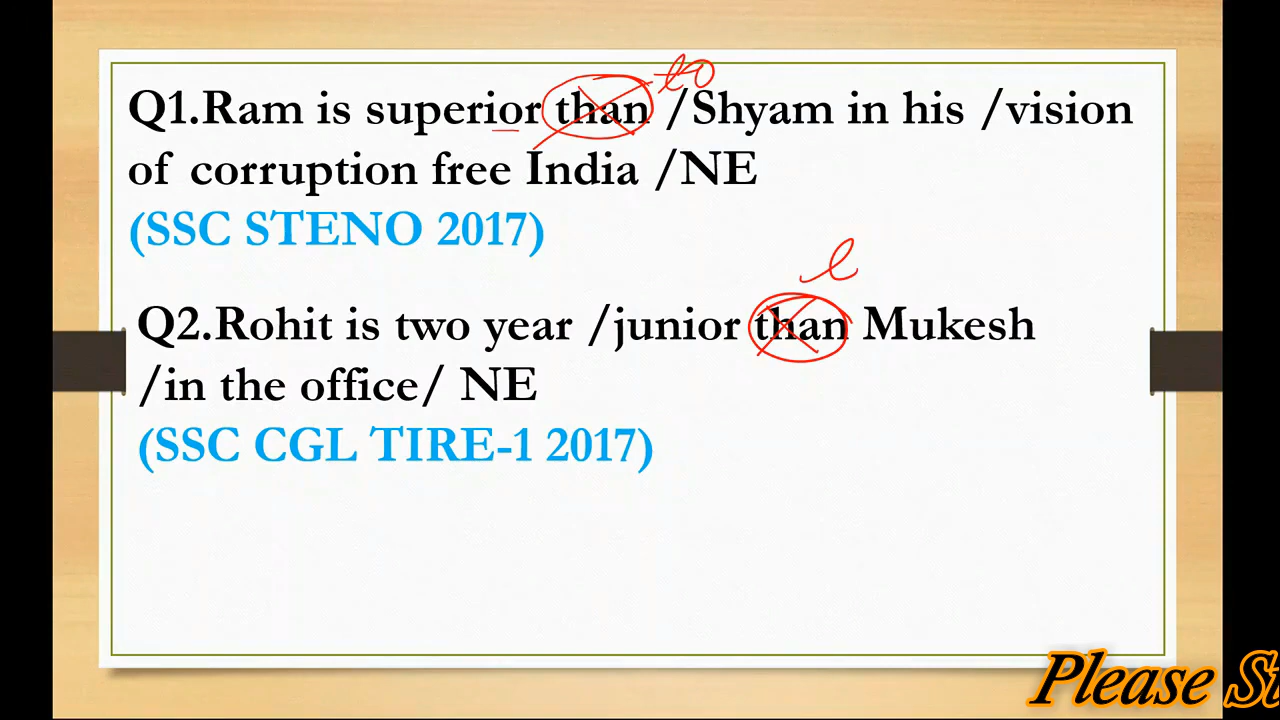 to
Q1.Ram is superior than /Shyam in his /vision
of corruption free India /NE
(SSC STENO 2017)
Q2.Rohit is two year /junior than Mukesh
/in the office/ NE
(SSC CGL TIRE-1 2017)
Please